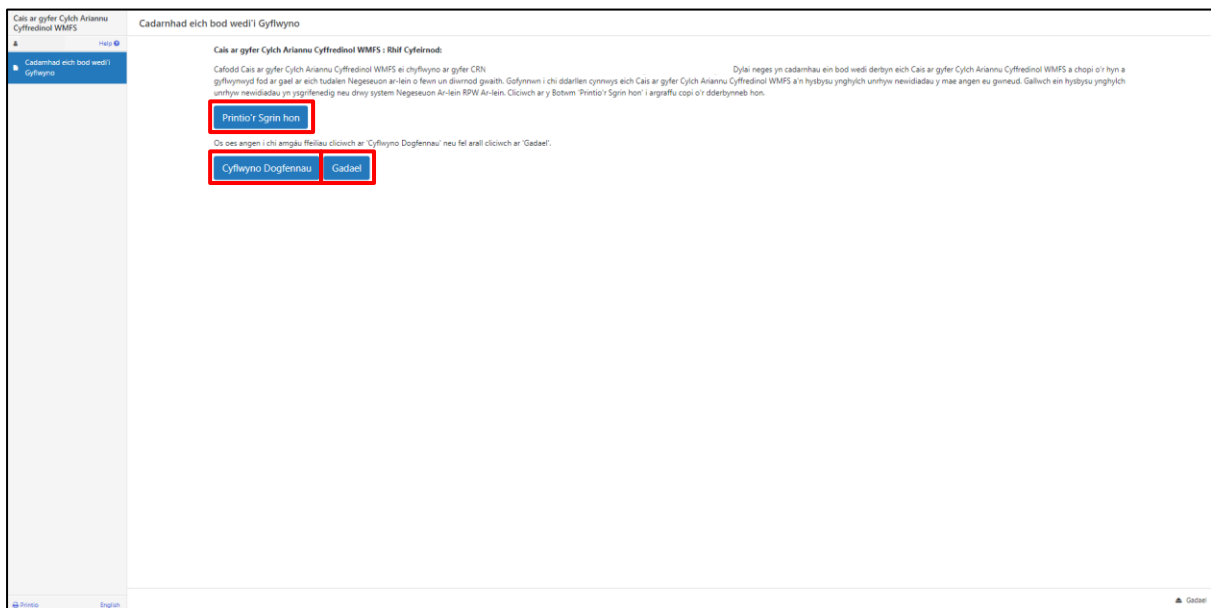 Cais ar gyfer Cylch Ariannu
Cyffredinol WMFS
Cadarnhad eich bod wedi'i Gyflwyno
Help
Cadarnhad eich bod wedi'i
Gyflwyno
Cais ar gyfer Cylch Ariannu Cyffredinol WMFS : Rhif Cyfeirnod:
Cafodd Cais ar gyfer Cylch Ariannu Cyffredinol WMFS ei chyflwyno ar gyfer CRN Dylai neges yn cadarnhau ein bod wedi derbyn eich Cais ar gyfer Cylch Ariannu Cyffredinol WMFS a chopi o'r hyn a
gyflwynwyd fod ar gael ar eich tudalen Negeseuon ar-lein o fewn un diwrnod gwaith. Gofynnwn i chi ddarllen cynnwys eich Cais ar gyfer Cylch Ariannu Cyffredinol WMFS a'n hysbysu ynghylch unrhyw newidiadau y mae angen eu gwneud. Gallwch ein hysbysu ynghylch
unrhyw newidiadau yn ysgrifenedig neu drwy system Negeseuon Ar-lein RPW Ar-lein. Cliciwch ar y Botwm 'Printio'r Sgrin hon' i argraffu copi o'r dderbynneb hon.
Printio'r Sgrin hon
Os oes angen i chi amgáu ffeiliau cliciwch ar 'Cyflwyno Dogfennau' neu fel arall cliciwch ar 'Gadael'.
Cyflwyno Dogfennau Gadael
Printio English
Gadael